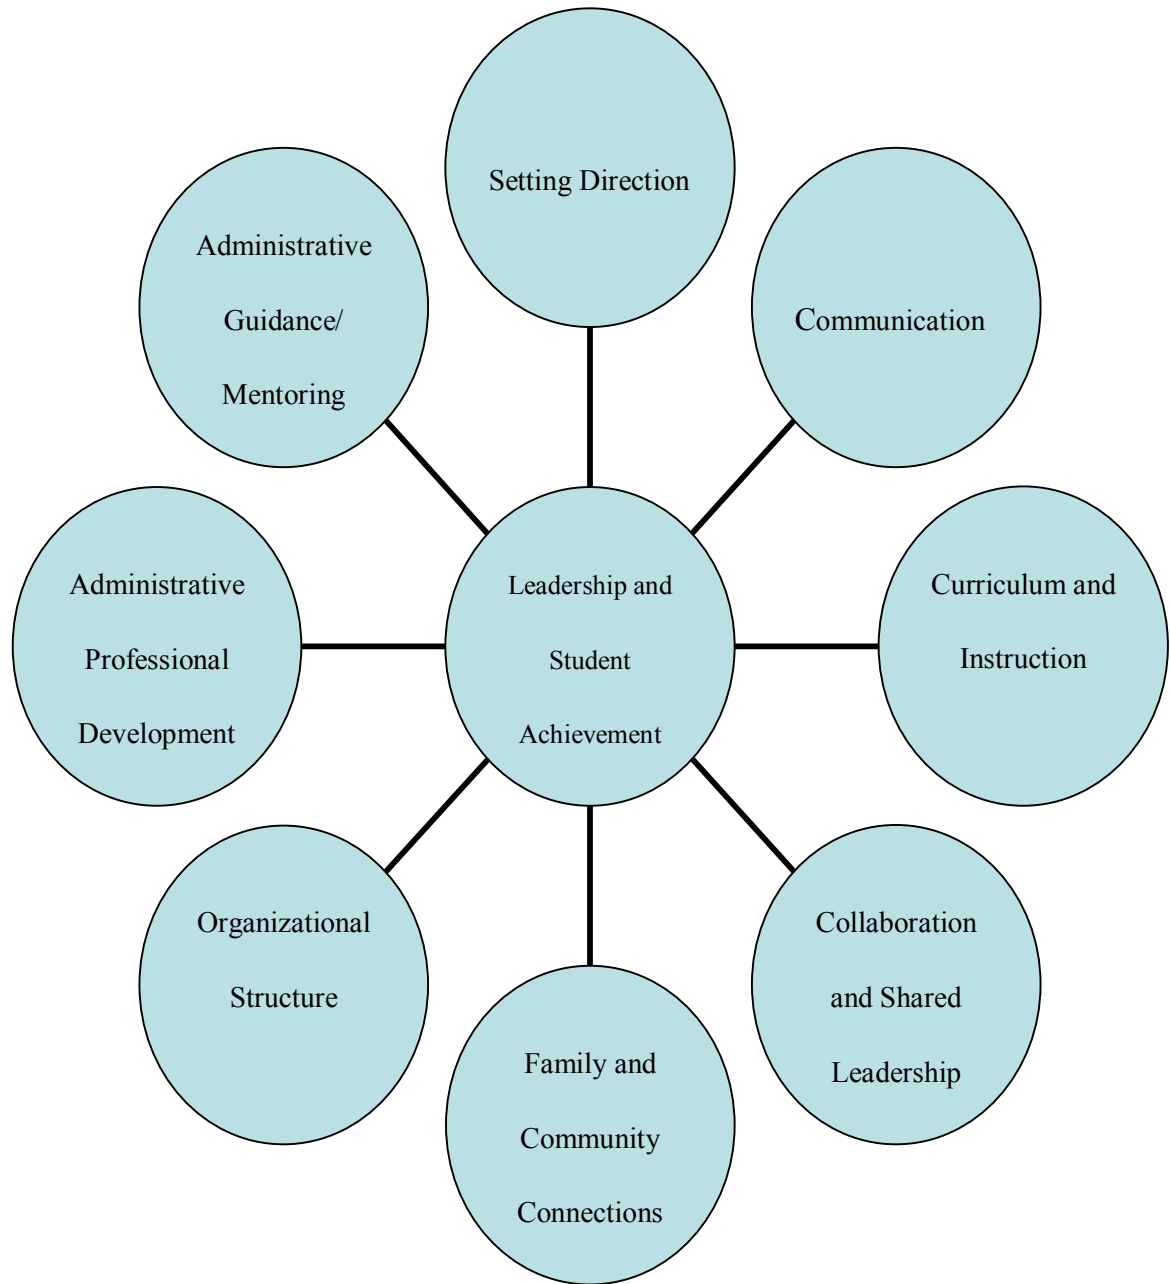 Setting Direction
Administrative
Guidance/
Mentoring
Communication
Administrative
Professional
Development
Leadership and
Student
Achievement
Curriculum and
Instruction
Organizational
Structure
Collaboration
and Shared
Leadership
Family and
Community
Connections